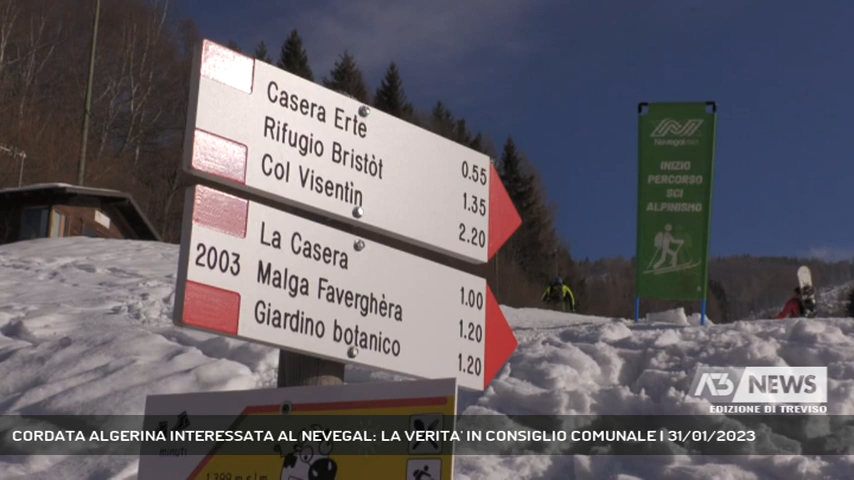 Casera Erte 0.55
Rifugio Bristòt 1.35
Col Visentìn 2.20
La Casera 1.00
2003 Malga Faverghèra 1.20
Giardino botanico 1.20
Nevegal
INIZIO
PERCORSO
SCI
ALPINISMO
A3 NEWS
EDIZIONE DI TREVISO
CORDATA ALGERINA INTERESSATA AL NEVEGAL: LA VERITA' IN CONSIGLIO COMUNALE | 31/01/2023